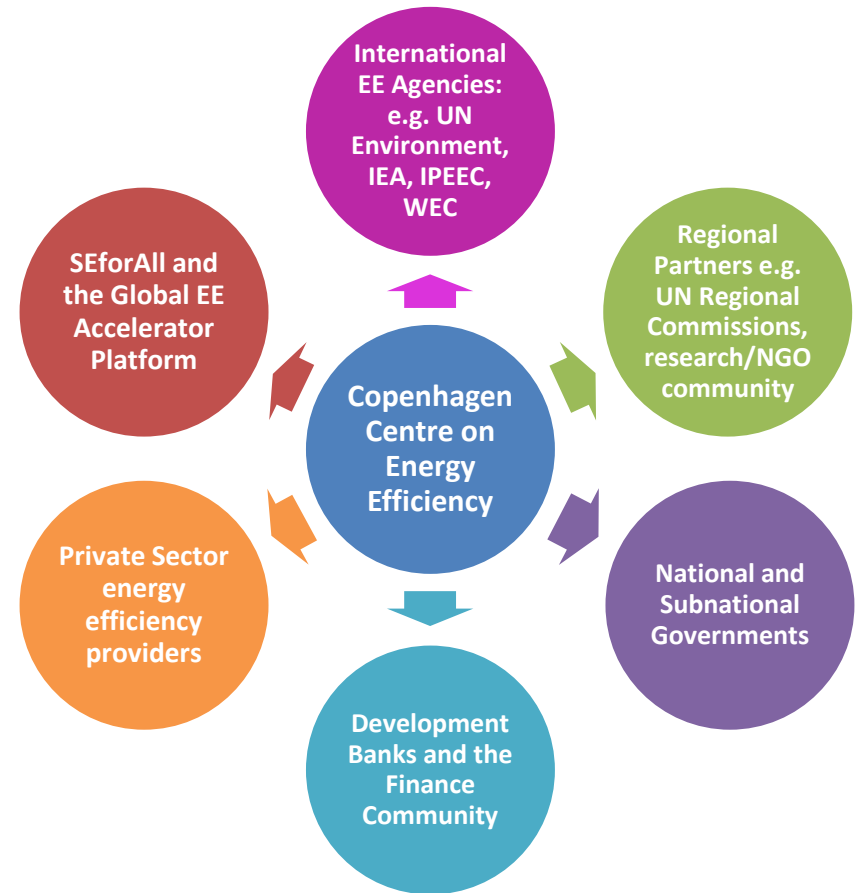 International
EE Agencies:
e.g. UN
Environment,
IEA, IPEEC,
WEC
SEforAll and
the Global EE
Accelerator
Platform
Regional
Partners e.g.
UN Regional
Commissions,
research/NGO
community
Copenhagen
Centre on
Energy
Efficiency
Private Sector
energy
efficiency
providers
National and
Subnational
Governments
Development
Banks and the
Finance
Community